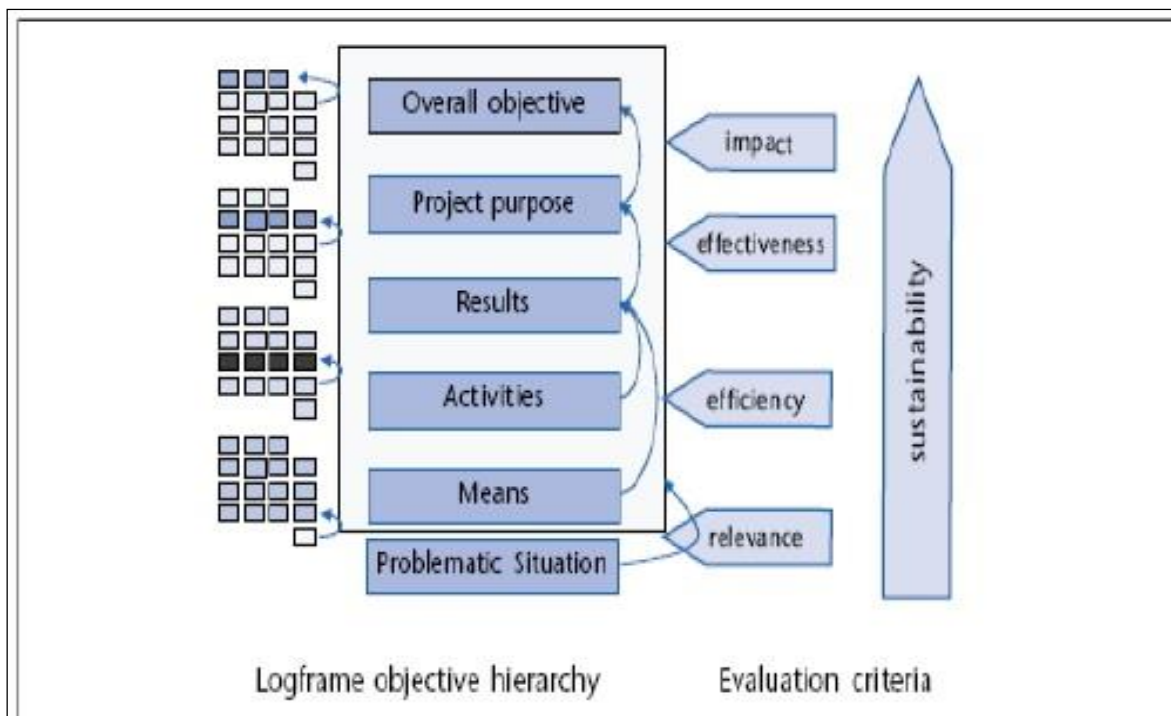 Overall objective
impact
Project purpose
effectiveness
Results
Activities
efficiency
Means
relevance
Problematic Situation
sustainability
Logframe objective hierarchy
Evaluation criteria